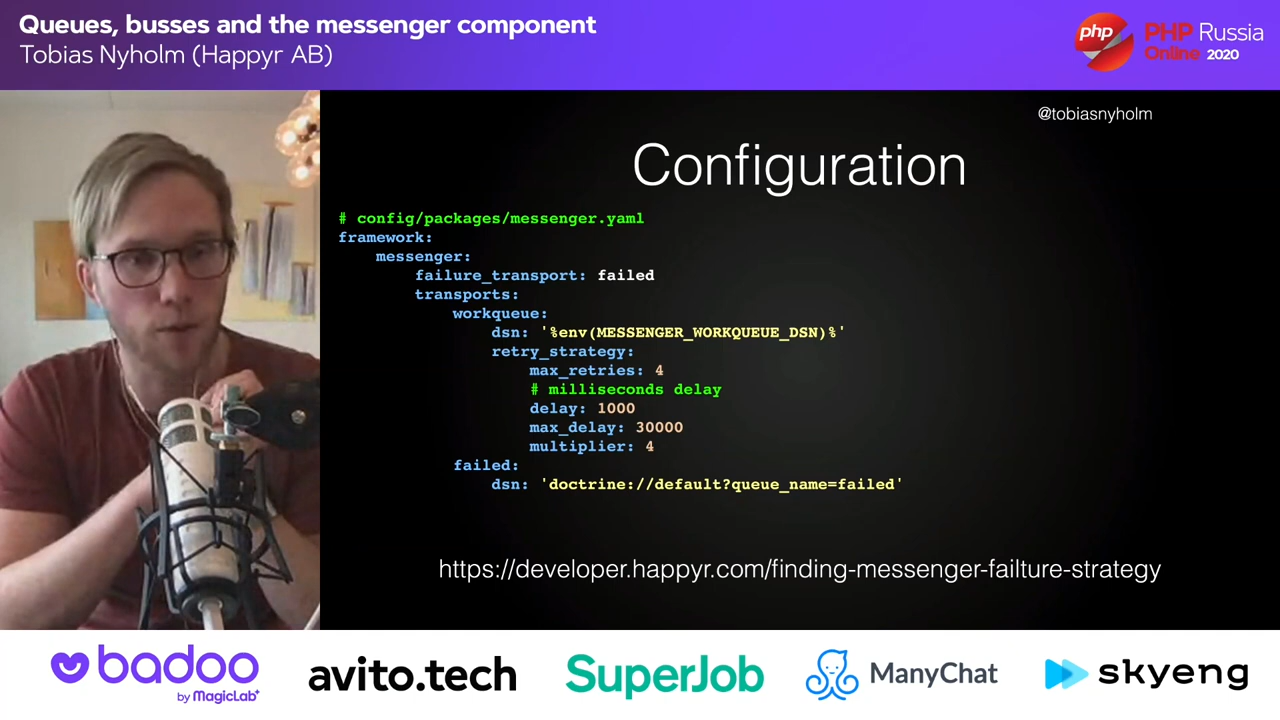 Queues, busses and the messenger component
Tobias Nyholm (Happyr AB)
php
PHP Russia
Online 2020
@tobiasnyholm
Configuration
# config/packages/messenger.yaml
framework:
messenger:
failure_transport: failed
transports:
workqueue:
dsn: '%env(MESSENGER_WORKQUEUE_DSN)%'
retry_strategy:
max_retries: 4
# milliseconds delay
delay: 1000
max_delay: 30000
multiplier: 4
failed:
dsn: 'doctrine://default?queue_name=failed'
https://developer.happyr.com/finding-messenger-failture-strategy
badoo
by MagicLab
avito.tech
SuperJob
ManyChat
skyeng